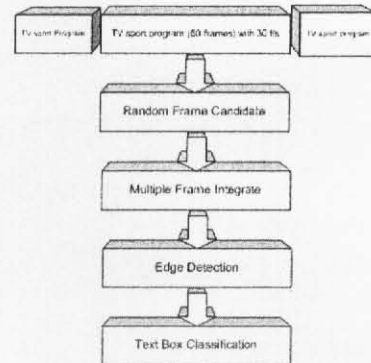 TV sport Program
TV sport program (60 frames) with 30 f/s
TV sport program
Random Frame Candidate
Multiple Frame Integrate
Edge Detection
Text Box Classification